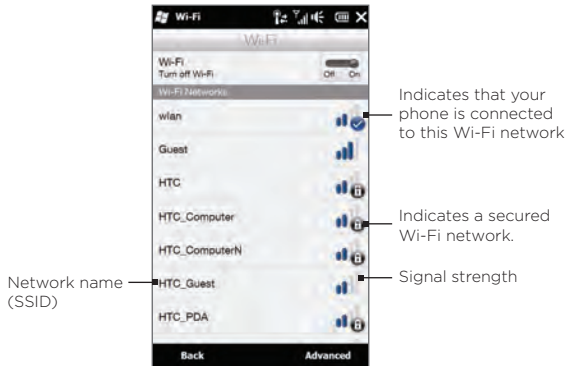 Wi-Fi
Wi-Fi
Wi-Fi
Turn off Wi-Fi
Off On
Wi-Fi Networks
wlan
Guest
HTC
HTC_Computer
HTC_ComputerN
HTC_Guest
HTC_PDA
Back Advanced
Indicates that your
phone is connected
to this Wi-Fi network
Indicates a secured
Wi-Fi network.
Signal strength
Network name
(SSID)